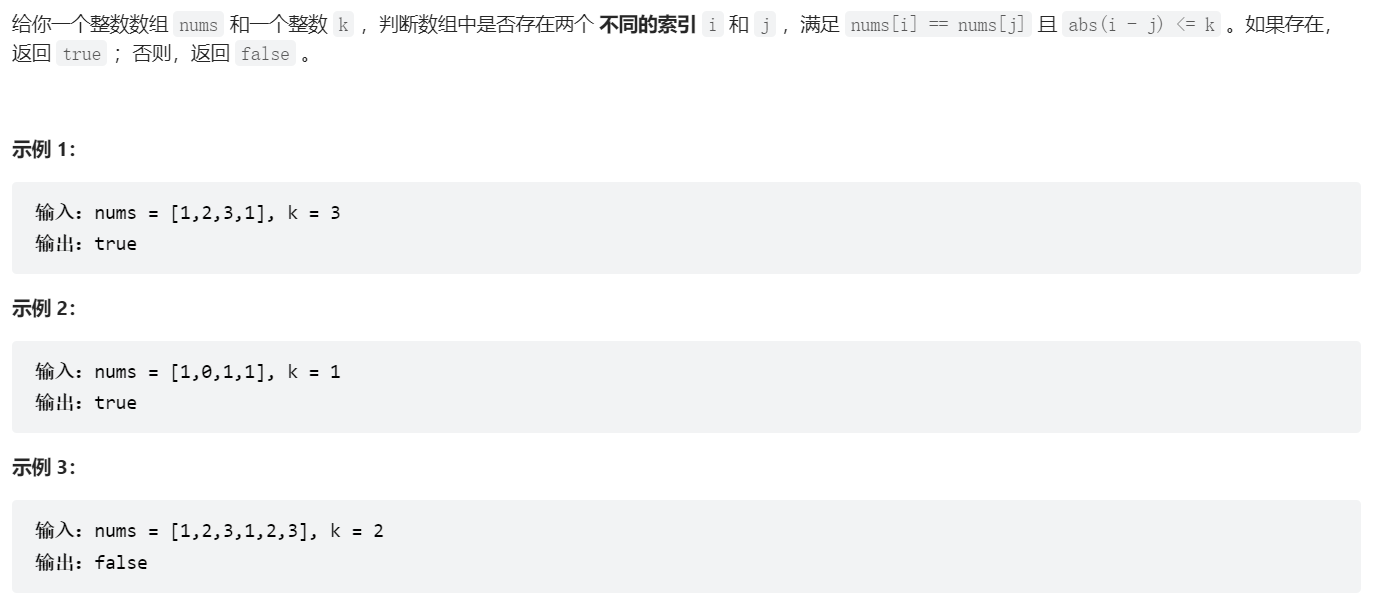 给你一个整数数组 nums 和一个整数 k ，判断数组中是否存在两个 不同的索引 i 和 j ，满足 nums[i] == nums[j] 且 abs(i - j) <= k 。如果存在，
返回 true ；否则，返回 false 。
示例 1：
输入：nums = [1,2,3,1], k = 3
输出：true
示例 2：
输入：nums = [1,0,1,1], k = 1
输出：true
示例 3：
输入：nums = [1,2,3,1,2,3], k = 2
输出：false